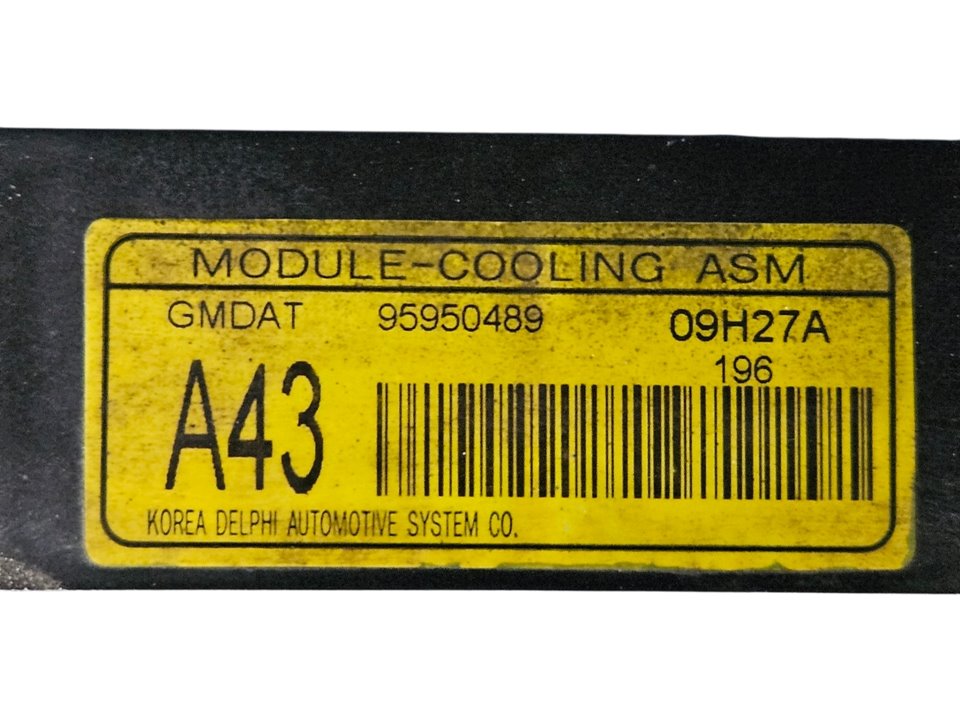 MODULE-COOLING ASM
GMDAT 95950489 09H27A
196
A43
KOREA DELPHI AUTOMOTIVE SYSTEM CO.